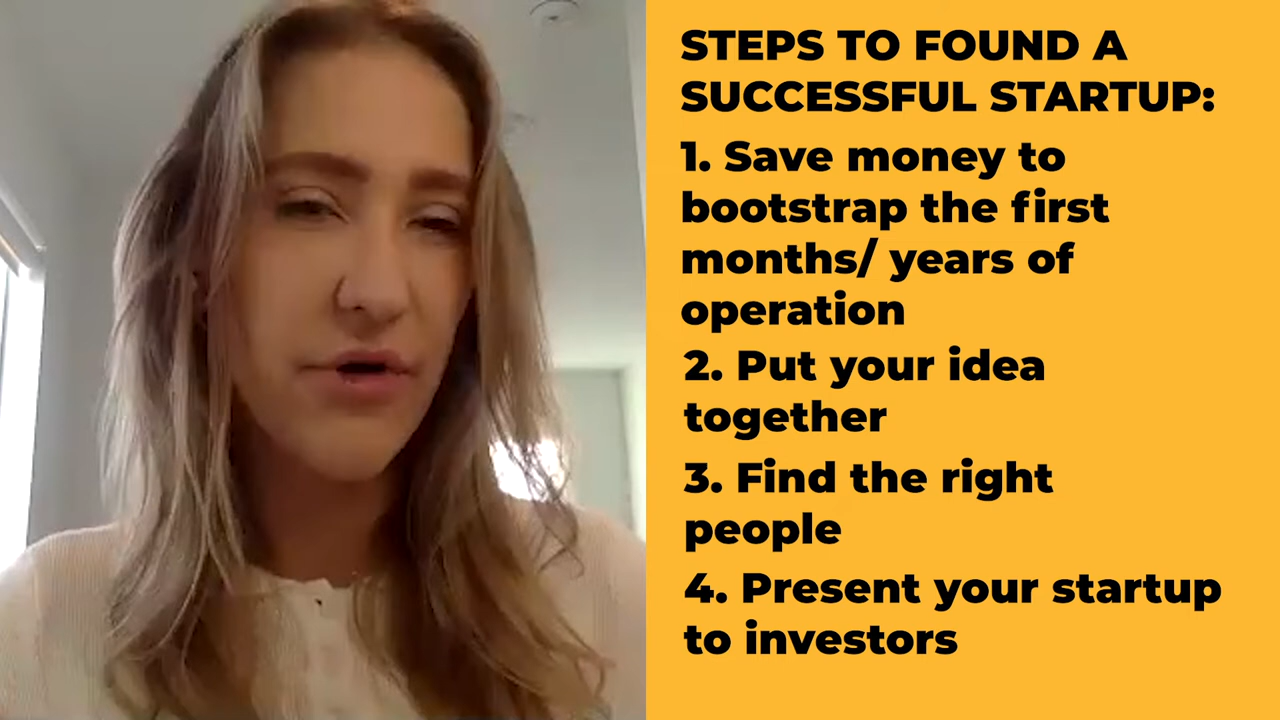 STEPS TO FOUND A
SUCCESSFUL STARTUP:
1. Save money to
bootstrap the first
months/ years of
operation
2. Put your idea
together
3. Find the right
people
4. Present your startup
to investors